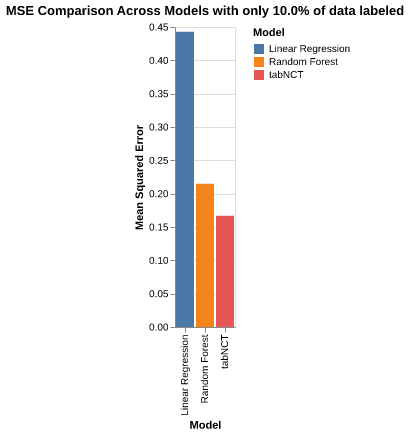 MSE Comparison Across Models with only 10.0% of data labeled
Model
Linear Regression
Random Forest
tabNCT
Mean Squared Error
0.45
0.40
0.35
0.30
0.25
0.20
0.15
0.10
0.05
0.00
Linear Regression
Random Forest
tabNCT
Model